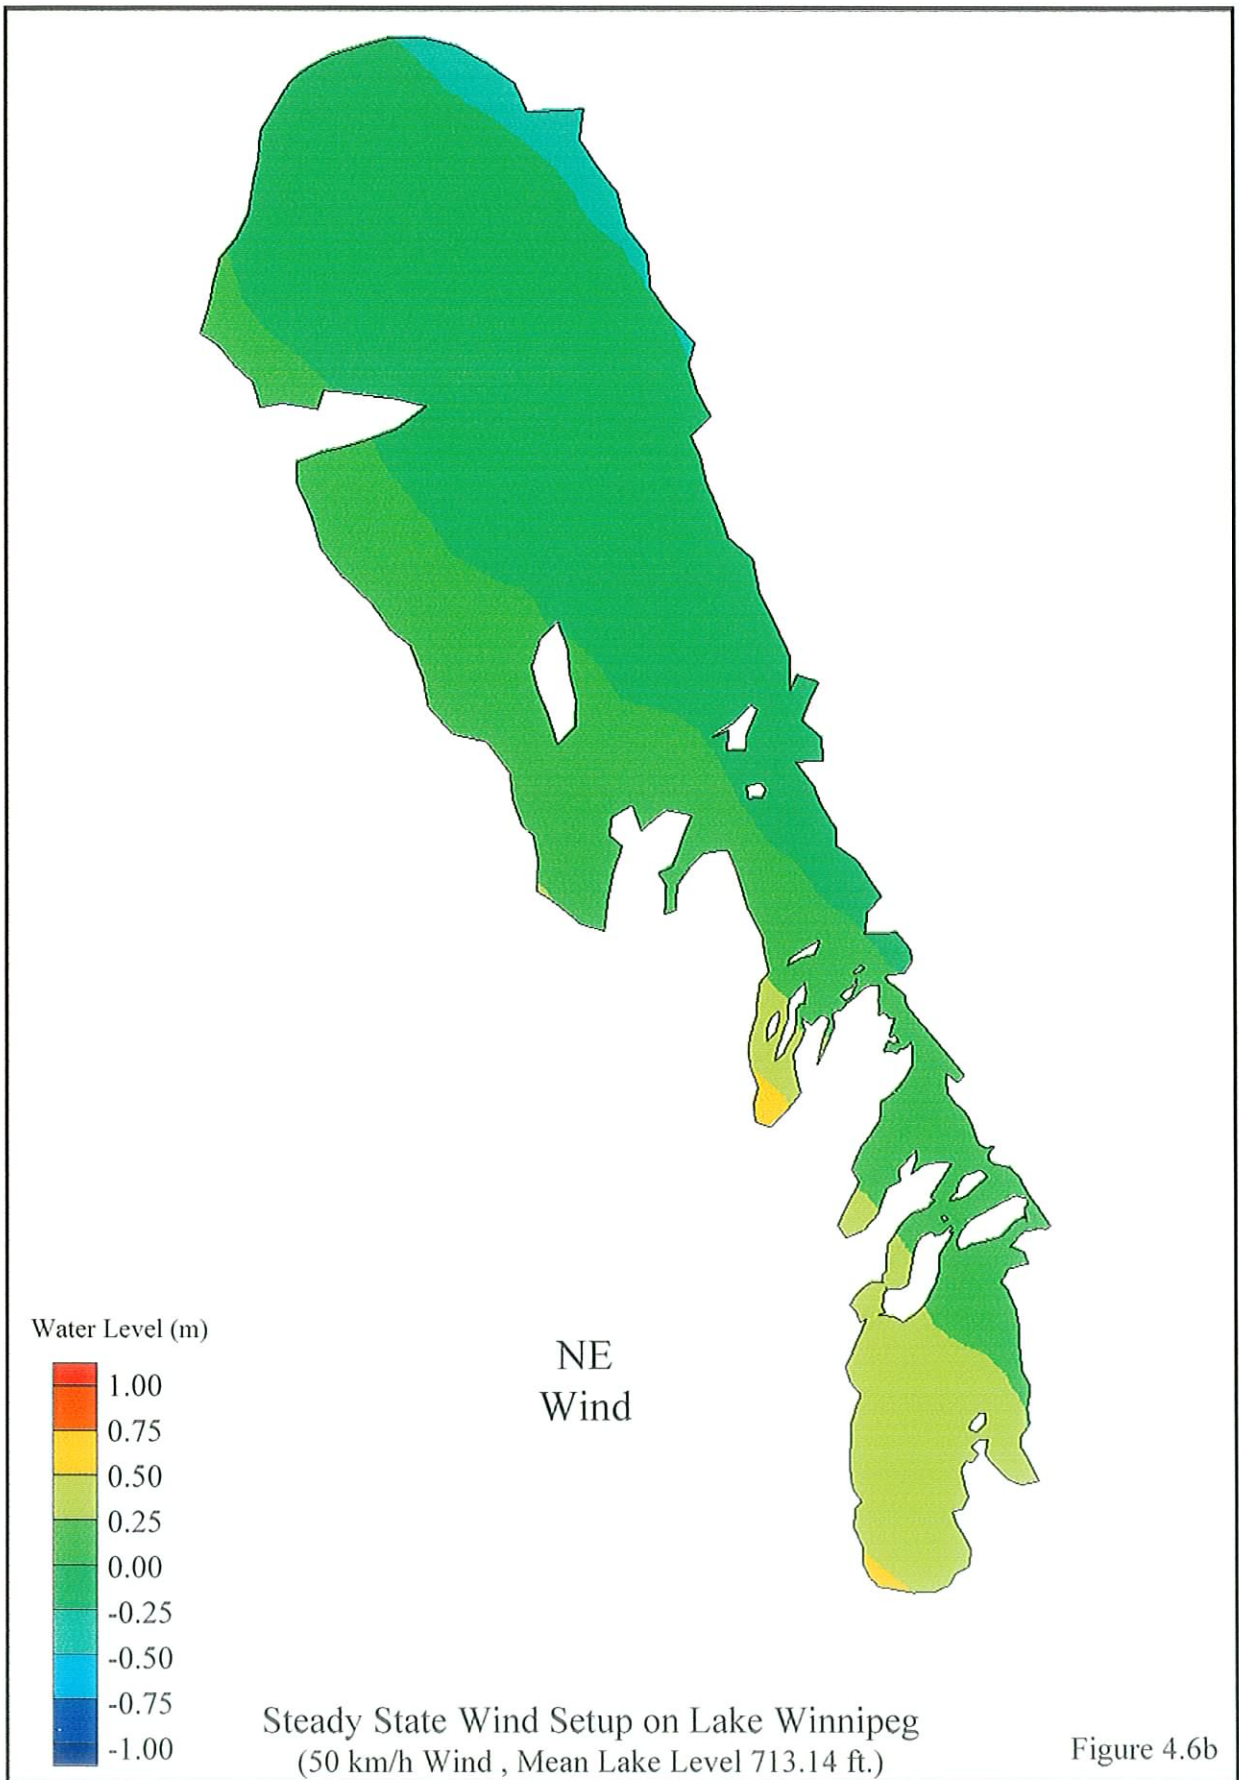 NE
Wind
Water Level (m)
1.00
0.75
0.50
0.25
0.00
-0.25
-0.50
-0.75
-1.00
Steady State Wind Setup on Lake Winnipeg
(50 km/h Wind , Mean Lake Level 713.14 ft.)
Figure 4.6b